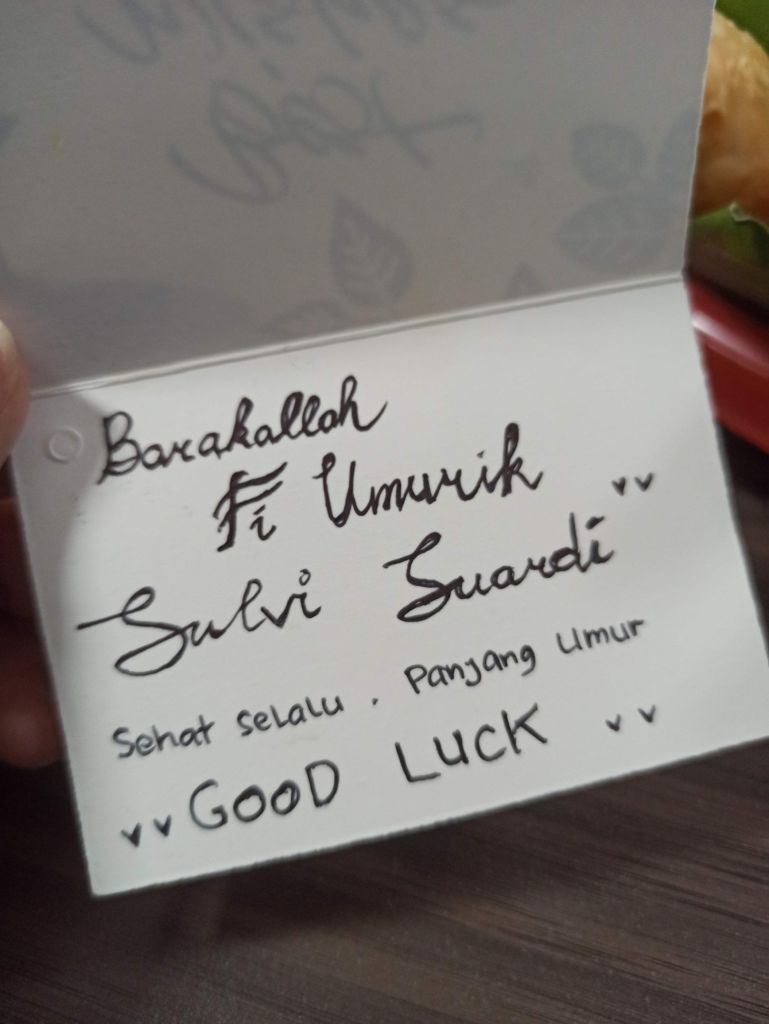 Barakallah
Fi Umurik
Sulvi Suardi
Sehat selalu. Panjang Umur
GOOD LUCK